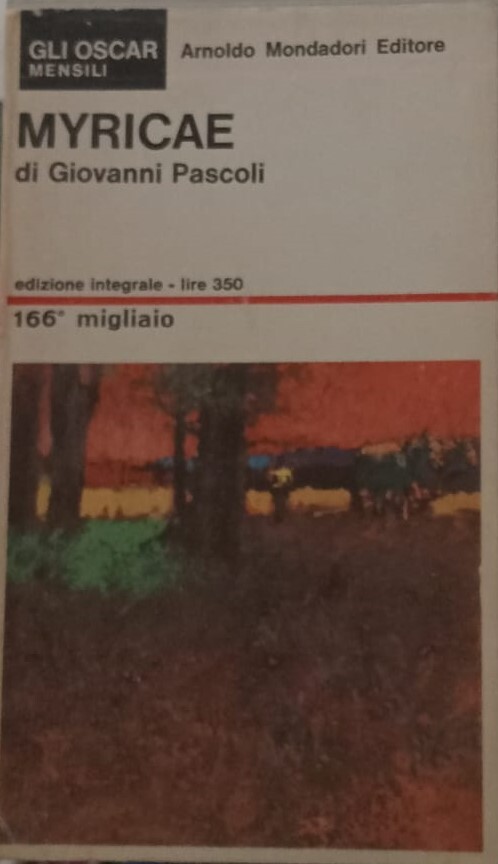 GLI OSCAR Arnoldo Mondadori Editore
MENSILI
MYRICAE
di Giovanni Pascoli
edizione integrale - lire 350
166° migliaio